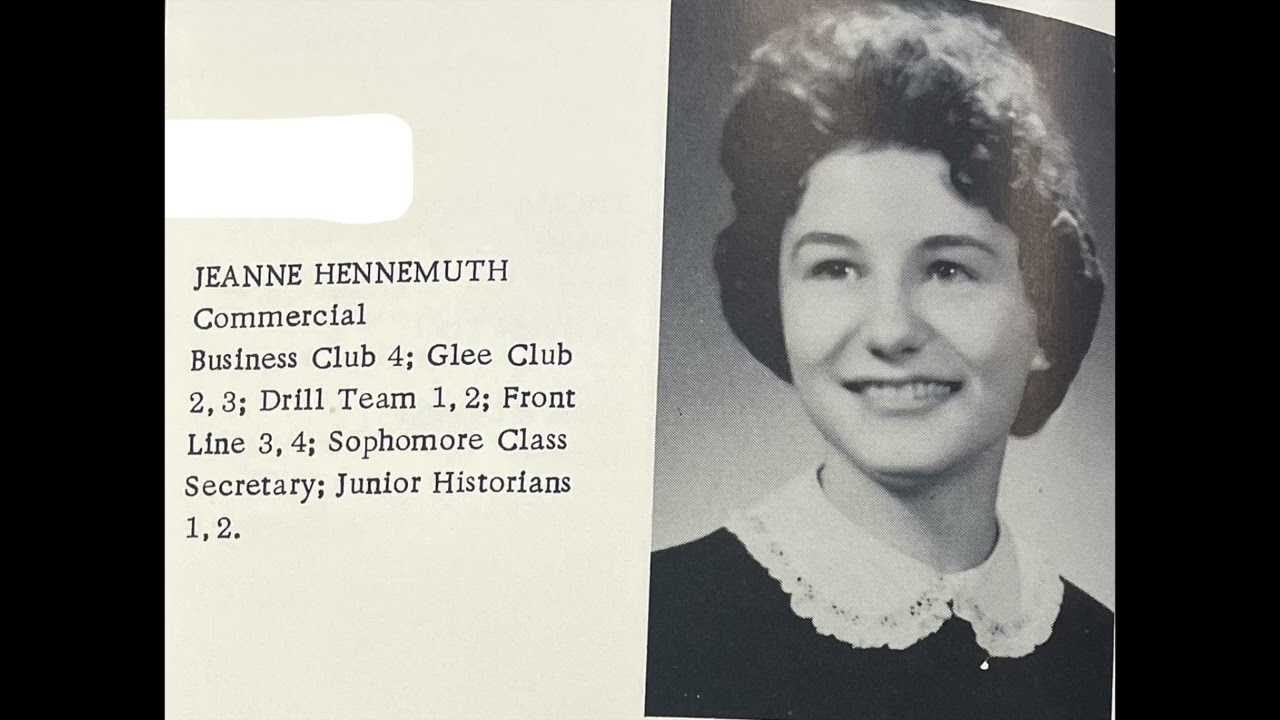 JEANNE HENNEMUTH
Commercial
Business Club 4; Glee Club
2, 3; Drill Team 1, 2; Front
Line 3, 4; Sophomore Class
Secretary; Junior Historians
1, 2.